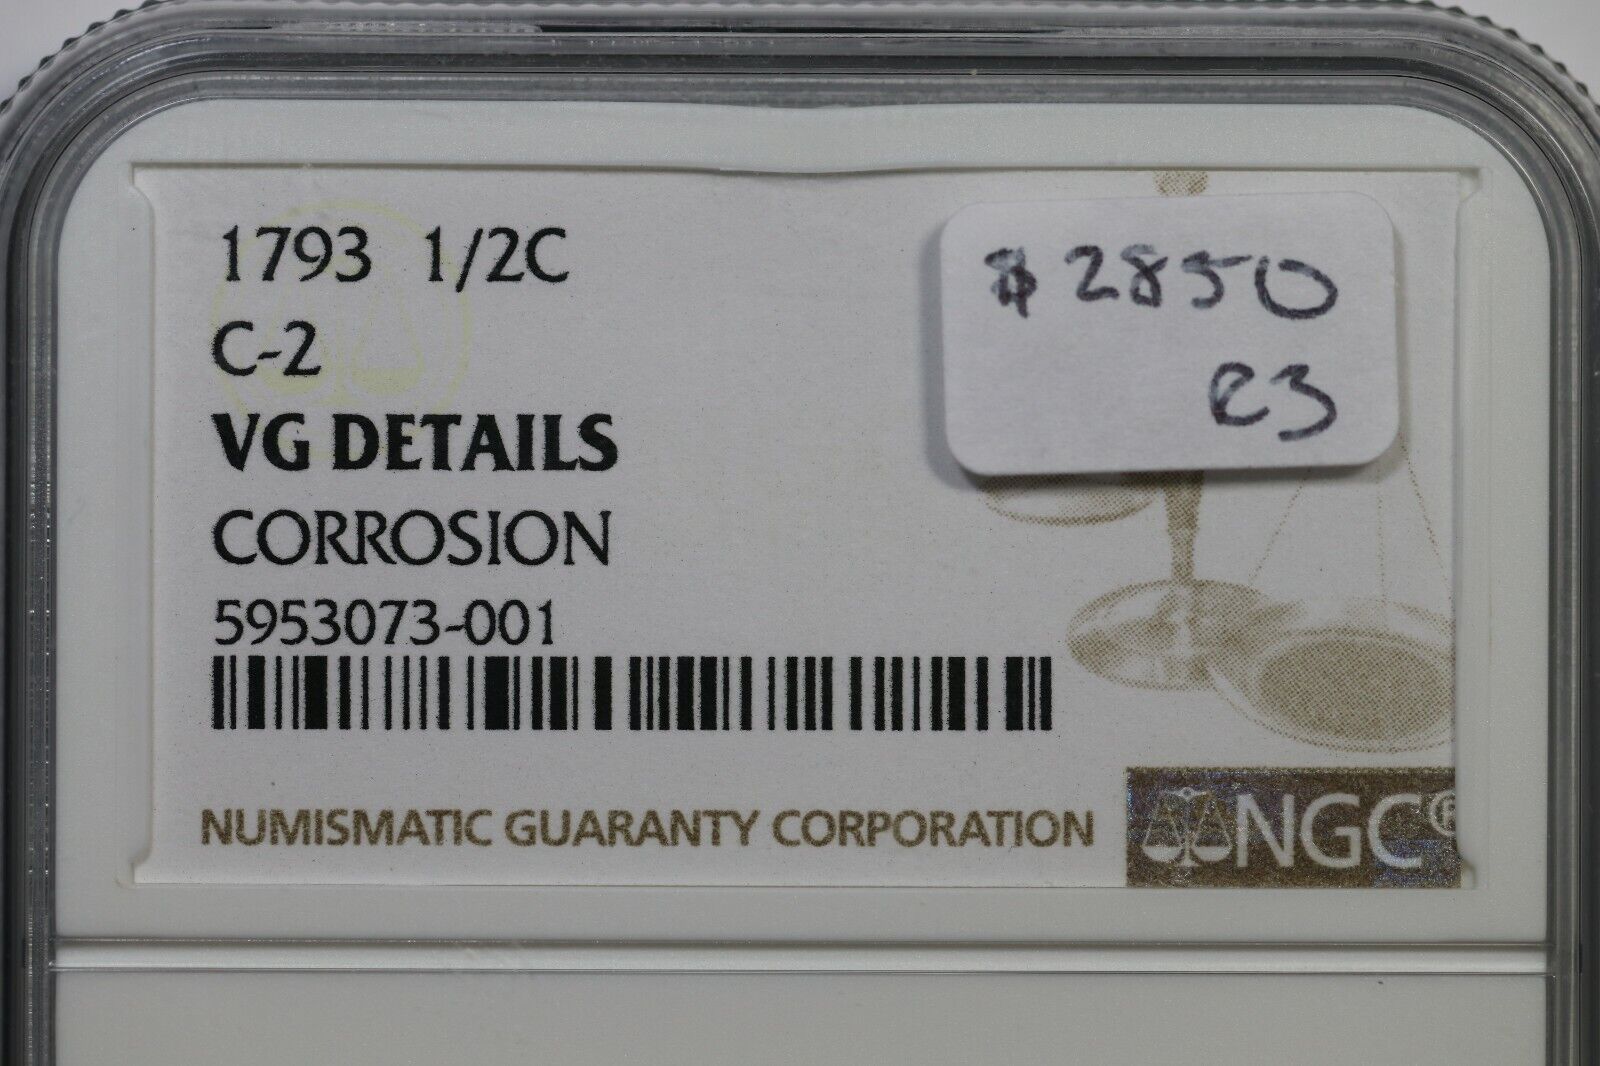 1793 1/2C
C-2
VG DETAILS
CORROSION
5953073-001
NUMISMATIC GUARANTY CORPORATION
NGC®
$2850
e3